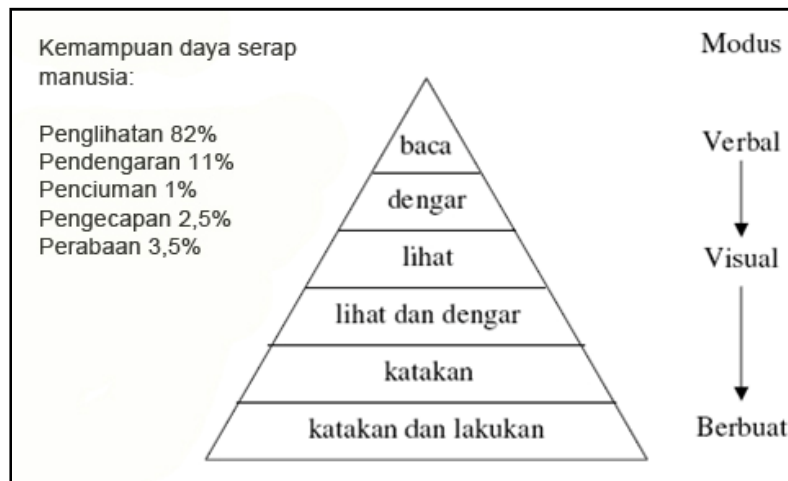 Kemampuan daya serap
manusia:
Penglihatan 82%
Pendengaran 11%
Penciuman 1%
Pengecapan 2,5%
Perabaan 3,5%
baca
dengar
lihat
lihat dan dengar
katakan
katakan dan lakukan
Modus
Verbal
Visual
Berbuat